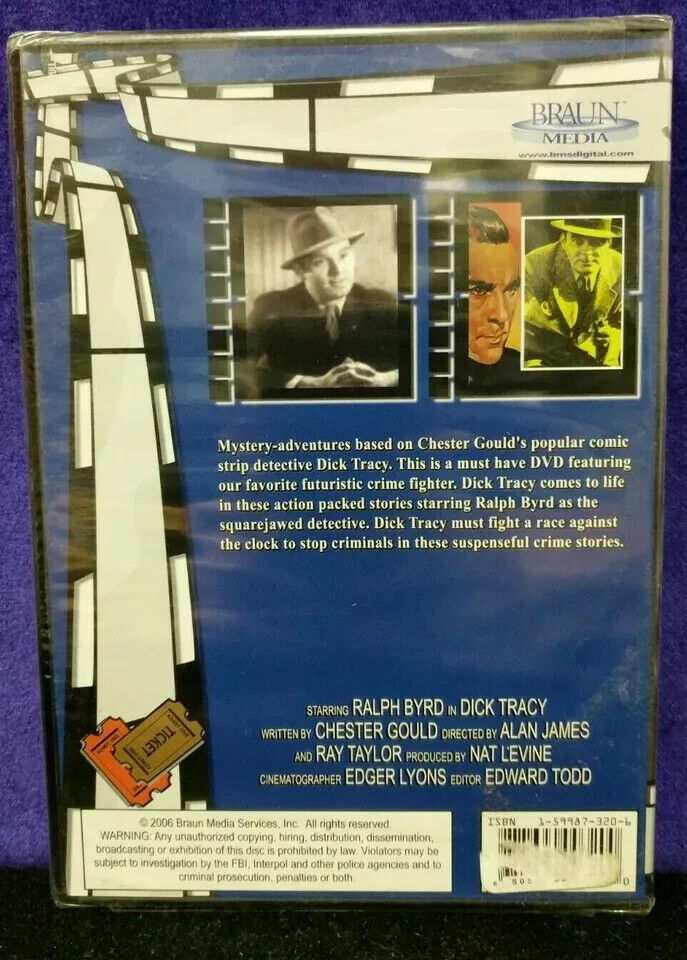 BRAUN
MEDIA
www.bmsdigital.com
Mystery-adventures based on Chester Gould's popular comic
strip detective Dick Tracy. This is a must have DVD featuring
our favorite futuristic crime fighter. Dick Tracy comes to life
in these action packed stories starring Ralph Byrd as the
squarejawed detective. Dick Tracy must fight a race against
the clock to stop criminals in these suspenseful crime stories.
STARRING RALPH BYRD IN DICK TRACY
WRITTEN BY CHESTER GOULD DIRECTED BY ALAN JAMES
AND RAY TAYLOR PRODUCED BY NAT L'EVINE
CINEMATOGRAPHER EDGER LYONS EDITOR EDWARD TODD
TICKET
© 2006 Braun Media Services, Inc. All rights reserved
WARNING: Any unauthorized copying, hiring, distribution, dissemination,
broadcasting or exhibition of this disc is prohibited by law. Violators may be
subject to investigation by the FBI, Interpol and other police agencies and to
criminal prosecution, penalties or both.
ISBN 1-59987-320-6